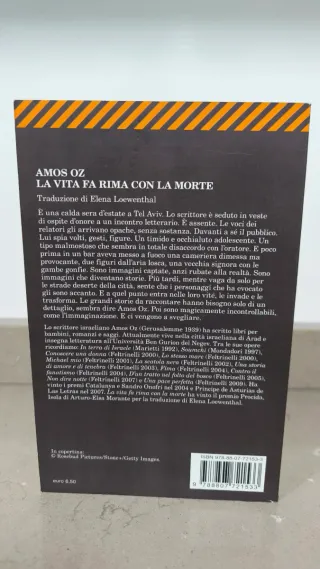 AMOS OZ
LA VITA FA RIMA CON LA MORTE
Traduzione di Elena Loewenthal
È una calda sera d'estate a Tel Aviv. Lo scrittore è seduto in veste
di ospite d'onore a un incontro letterario. È assente. Le voci dei
relatori gli arrivano opache, senza sostanza. Davanti a sé il pubblico.
Lui spia volti, gesti, figure. Un timido e occhialuto adolescente. Un
tipo malmostoso che sembra in totale disaccordo con l'oratore. E poco
prima in un bar aveva messo a fuoco una cameriera dimessa ma
provocante, due figuri dall'aria losca, una vecchia signora con le
gambe gonfie. Sono immagini captate, anzi rubate alla realtà. Sono
immagini che diventano storie. Più tardi, mentre vaga da solo per
le strade deserte della città, sente che i personaggi che ha evocato
gli sono accanto. E a quel punto entra nelle loro vite, le invade e le
trasforma. Le grandi storie da raccontare hanno bisogno solo di un
dettaglio, sembra dire Amos Oz. Poi sono magicamente incontrollabili,
come l'immaginazione. E ci vengono a svegliare.
Lo scrittore israeliano Amos Oz (Gerusalemme 1939) ha scritto libri per
bambini, romanzi e saggi. Attualmente vive nella città israeliana di Arad e
insegna letteratura all'Università Ben Gurion del Negev. Tra le sue opere
ricordiamo: In terra di Israele (Marietti 1992), Soumchi (Mondadori 1997),
Conoscere una donna (Feltrinelli 2000), Lo stesso mare (Feltrinelli 2000),
Michael mio (Feltrinelli 2001), La scatola nera (Feltrinelli 2002), Una storia
di amore e di tenebra (Feltrinelli 2003), Fima (Feltrinelli 2004), Contro il
fanatismo (Feltrinelli 2004), D'un tratto nel folto del bosco (Feltrinelli 2005),
Non dire notte (Feltrinelli 2007) e Una pace perfetta (Feltrinelli 2009). Ha
vinto i premi Catalunya e Sandro Onofri nel 2004 e Principe de Asturias de
Las Letras nel 2007. La vita fa rima con la morte ha vinto il premio Procida,
Isola di Arturo-Elsa Morante per la traduzione di Elena Loewenthal.
In copertina:
© Rosebud Pictures/Stone+/Getty Images.
euro 6,50
ISBN 978-88-07-72153-3
9 788807 721533